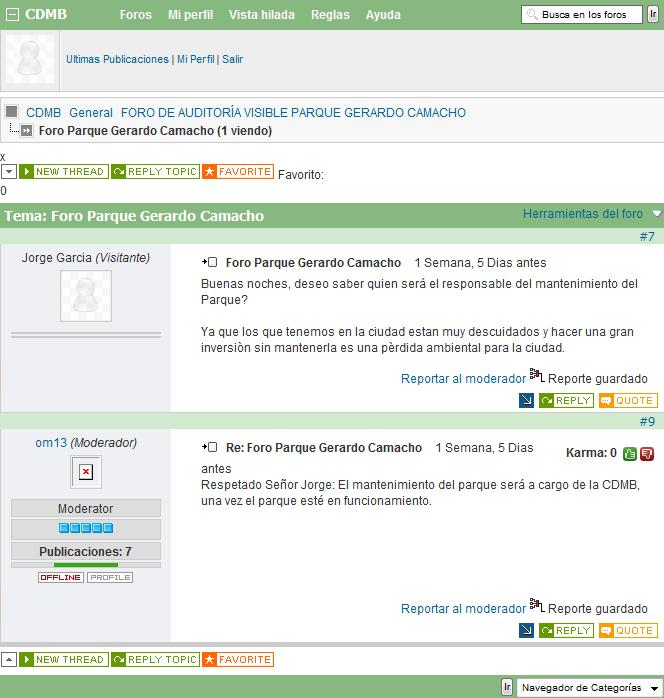 CDMB Foros Mi perfil Vista hilada Reglas Ayuda Busca en los foros Ir
Ultimas Publicaciones | Mi Perfil | Salir
CDMB General FORO DE AUDITORÍA VISIBLE PARQUE GERARDO CAMACHO
Foro Parque Gerardo Camacho (1 viendo)
x
NEW THREAD REPLY TOPIC FAVORITE Favorito:
0
Tema: Foro Parque Gerardo Camacho Herramientas del foro
#7
Jorge Garcia (Visitante)
Foro Parque Gerardo Camacho 1 Semana, 5 Dias antes
Buenas noches, deseo saber quien será el responsable del mantenimiento del
Parque?
Ya que los que tenemos en la ciudad estan muy descuidados y hacer una gran
inversiòn sin mantenerla es una pèrdida ambiental para la ciudad.
Reportar al moderador Reporte guardado
REPLY QUOTE
#9
om13 (Moderador)
Moderator
Publicaciones: 7
OFFLINE PROFILE
Re: Foro Parque Gerardo Camacho 1 Semana, 5 Dias
antes
Karma: 0
Respetado Señor Jorge: El mantenimiento del parque será a cargo de la CDMB,
una vez el parque esté en funcionamiento.
Reportar al moderador Reporte guardado
REPLY QUOTE
NEW THREAD REPLY TOPIC FAVORITE
Ir Navegador de Categorías